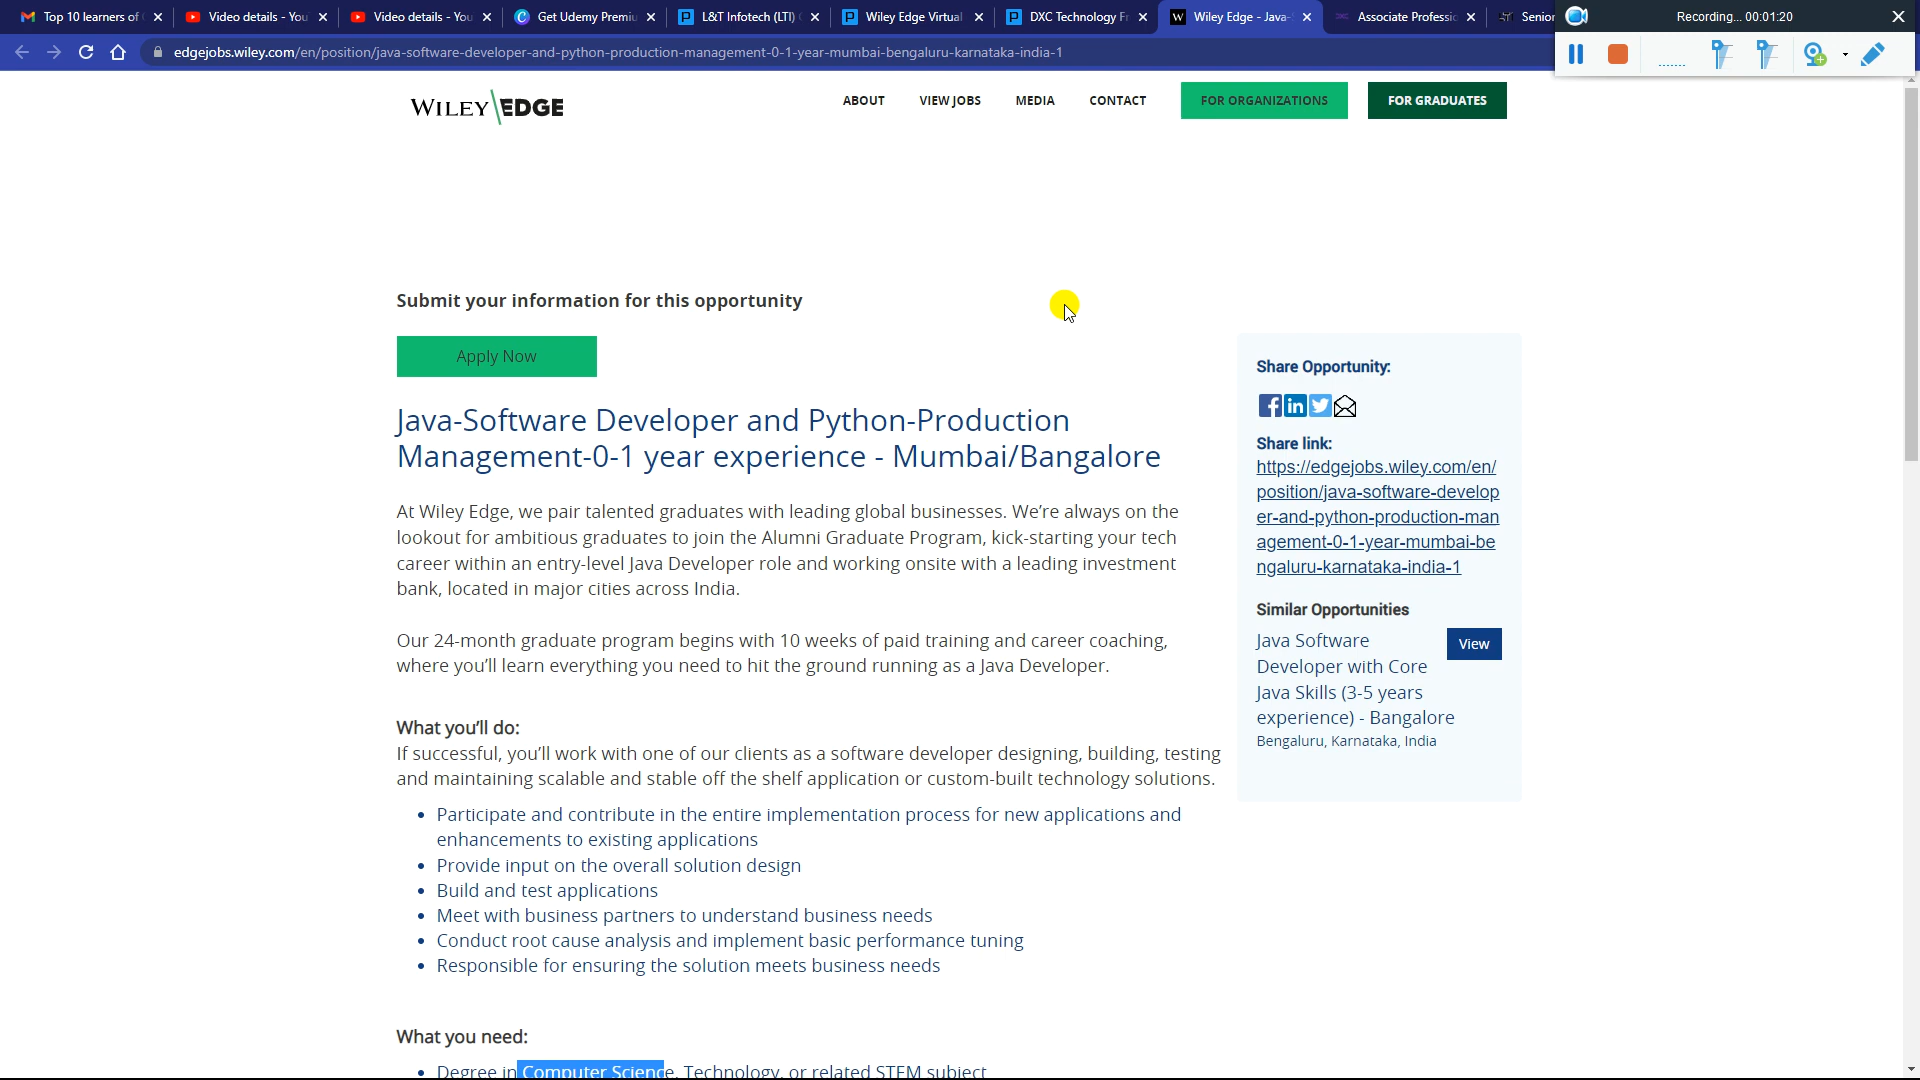 Top 10 learners of
Video details - You
Video details - You
Get Udemy Premiu
L&T Infotech (LTI)
Wiley Edge Virtual
DXC Technology Fr
Wiley Edge - Java-
Associate Professio
Senior
Recording... 00:01:20
edgejobs.wiley.com/en/position/java-software-developer-and-python-production-management-0-1-year-mumbai-bengaluru-karnataka-india-1
WILEY EDGE
ABOUT
VIEW JOBS
MEDIA
CONTACT
FOR ORGANIZATIONS
FOR GRADUATES
Submit your information for this opportunity
Apply Now
Java-Software Developer and Python-Production
Management-0-1 year experience - Mumbai/Bangalore
At Wiley Edge, we pair talented graduates with leading global businesses. We're always on the
lookout for ambitious graduates to join the Alumni Graduate Program, kick-starting your tech
career within an entry-level Java Developer role and working onsite with a leading investment
bank, located in major cities across India.
Our 24-month graduate program begins with 10 weeks of paid training and career coaching,
where you'll learn everything you need to hit the ground running as a Java Developer.
What you'll do:
If successful, you'll work with one of our clients as a software developer designing, building, testing
and maintaining scalable and stable off the shelf application or custom-built technology solutions.
• Participate and contribute in the entire implementation process for new applications and
enhancements to existing applications
• Provide input on the overall solution design
• Build and test applications
• Meet with business partners to understand business needs
• Conduct root cause analysis and implement basic performance tuning
• Responsible for ensuring the solution meets business needs
What you need:
• Degree in Computer Science, Technology, or related STEM subject
Share Opportunity:
Share link:
https://edgejobs.wiley.com/en/
position/java-software-develop
er-and-python-production-man
agement-0-1-year-mumbai-be
ngaluru-karnataka-india-1
Similar Opportunities
Java Software
Developer with Core
Java Skills (3-5 years
experience) - Bangalore
Bengaluru, Karnataka, India
View